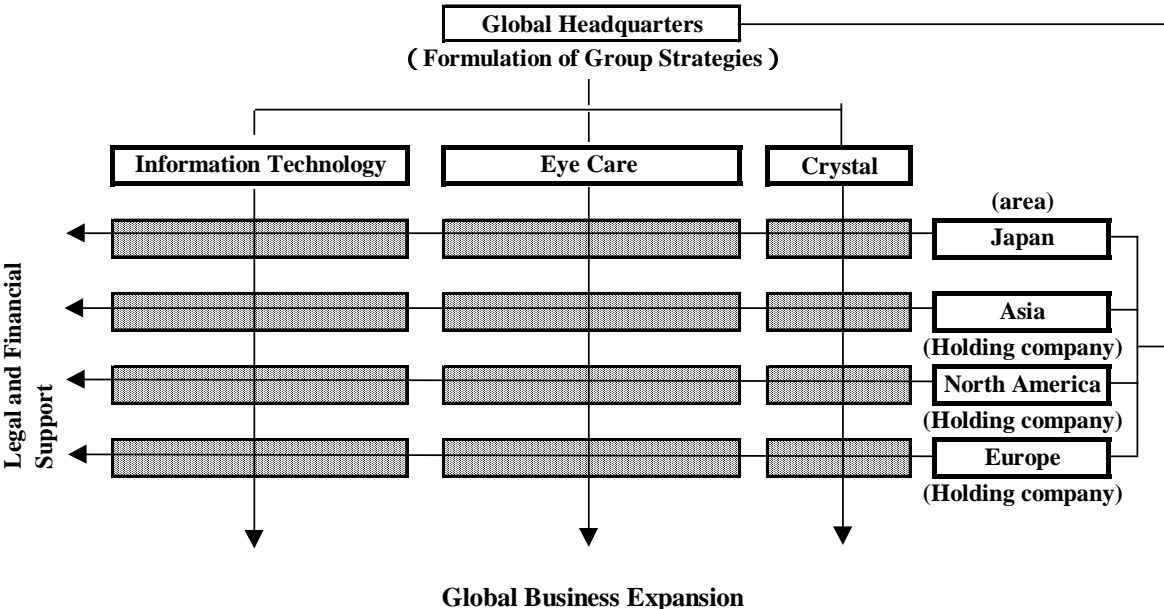 Global Headquarters
( Formulation of Group Strategies )
Information Technology
Eye Care
Crystal
(area)
Japan
Asia
(Holding company)
North America
(Holding company)
Europe
(Holding company)
Legal and Financial
Support
Global Business Expansion